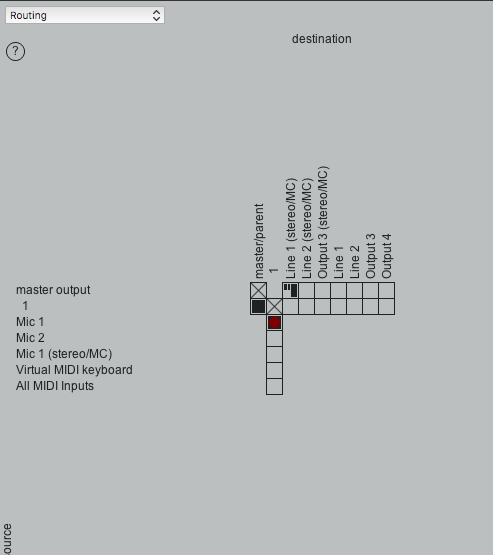 Routing
?
destination
master/parent
1
Line 1 (stereo/MC)
Line 2 (stereo/MC)
Output 3 (stereo/MC)
Line 1
Line 2
Output 3
Output 4
master output
1
Mic 1
Mic 2
Mic 1 (stereo/MC)
Virtual MIDI keyboard
All MIDI Inputs
ource